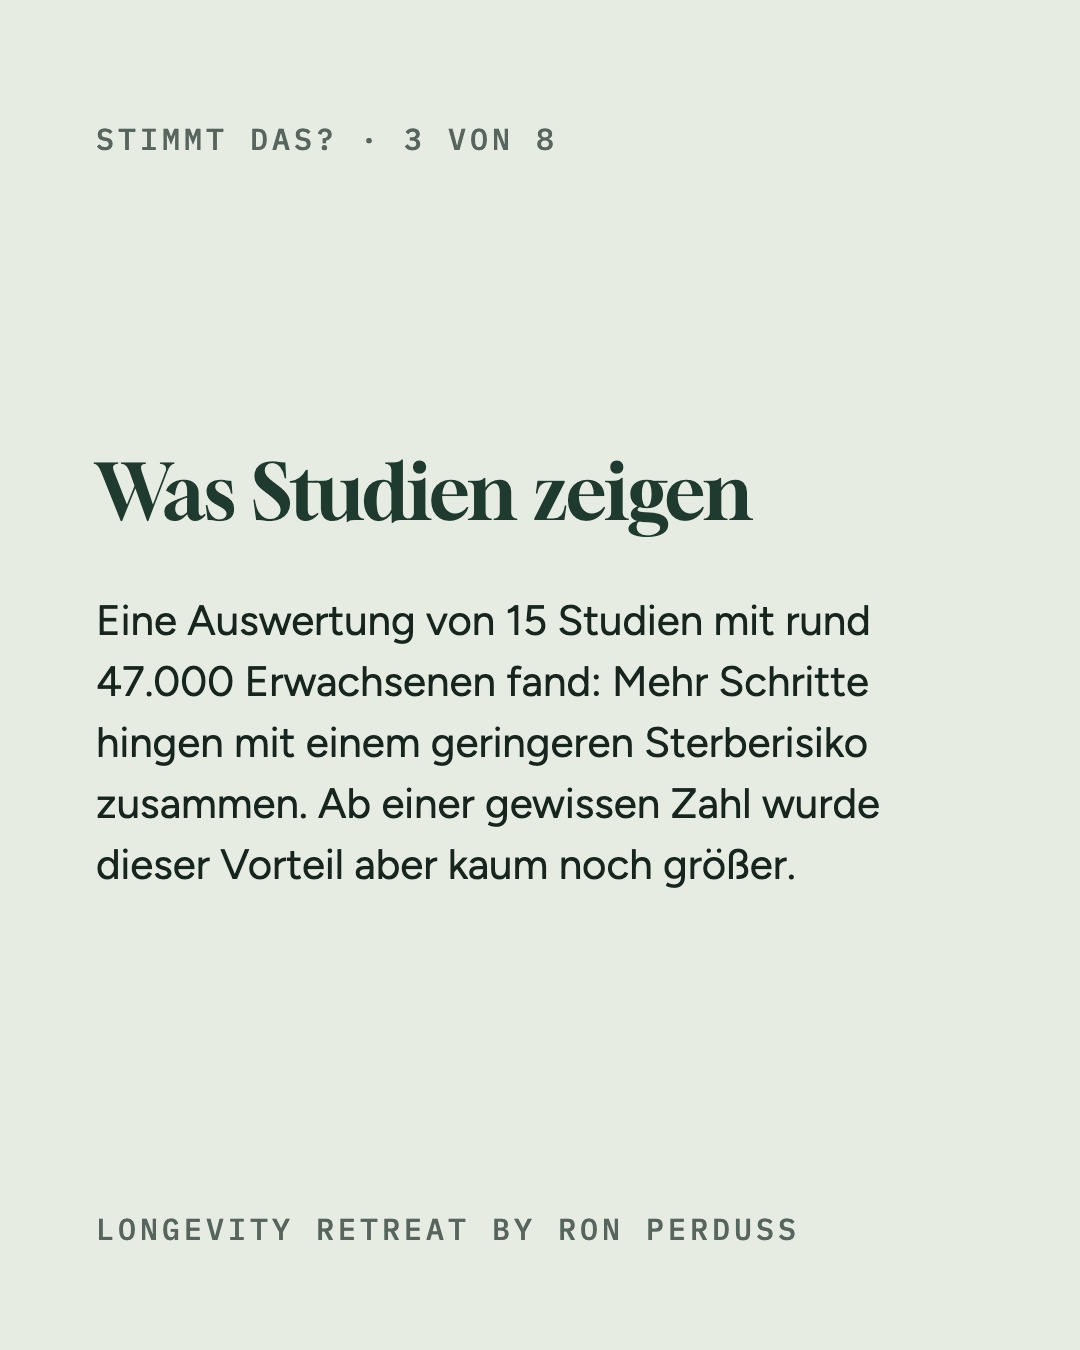 STIMMT DAS? · 3 VON 8
Was Studien zeigen
Eine Auswertung von 15 Studien mit rund
47.000 Erwachsenen fand: Mehr Schritte
hingen mit einem geringeren Sterberisiko
zusammen. Ab einer gewissen Zahl wurde
dieser Vorteil aber kaum noch größer.
LONGEVITY RETREAT BY RON PERDUSS